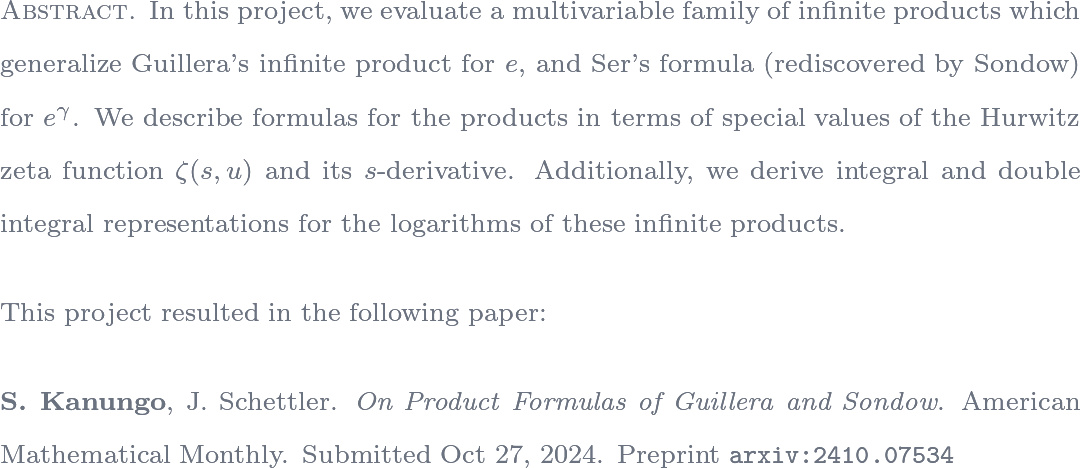 ABSTRACT. In this project, we evaluate a multivariable family of infinite products which
generalize Guillera's infinite product for e, and Ser's formula (rediscovered by Sondow)
for e^γ. We describe formulas for the products in terms of special values of the Hurwitz
zeta function ζ(s, u) and its s-derivative. Additionally, we derive integral and double
integral representations for the logarithms of these infinite products.
This project resulted in the following paper:
S. Kanungo, J. Schettler. On Product Formulas of Guillera and Sondow. American
Mathematical Monthly. Submitted Oct 27, 2024. Preprint arxiv:2410.07534